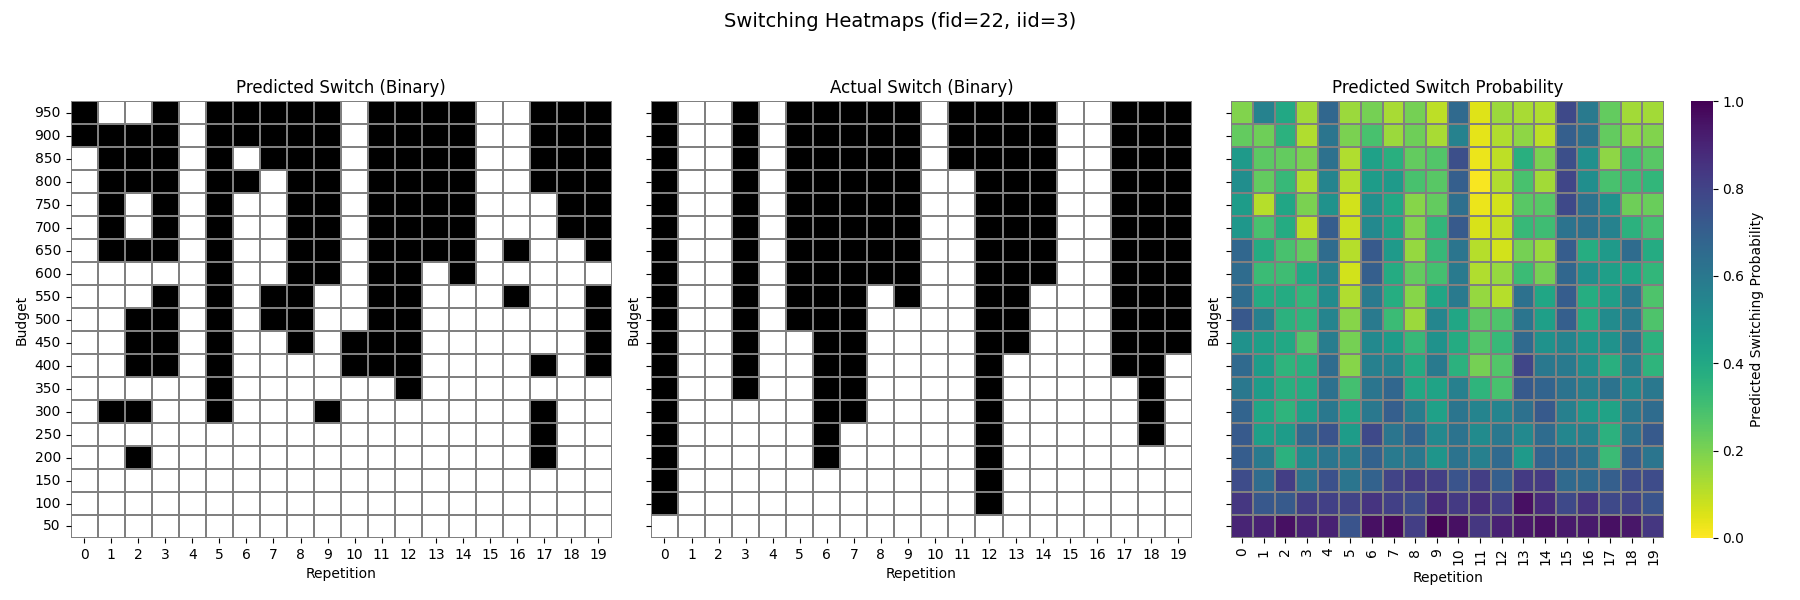 Switching Heatmaps (fid=22, iid=3)
Predicted Switch (Binary)
Budget
950
900
850
800
750
700
650
600
550
500
450
400
350
300
250
200
150
100
50
0 1 2 3 4 5 6 7 8 9 10 11 12 13 14 15 16 17 18 19
Repetition
Actual Switch (Binary)
Budget
0 1 2 3 4 5 6 7 8 9 10 11 12 13 14 15 16 17 18 19
Repetition
Predicted Switch Probability
Budget
0 1 2 3 4 5 6 7 8 9 10 11 12 13 14 15 16 17 18 19
Repetition
1.0
0.8
0.6
0.4
0.2
0.0
Predicted Switching Probability